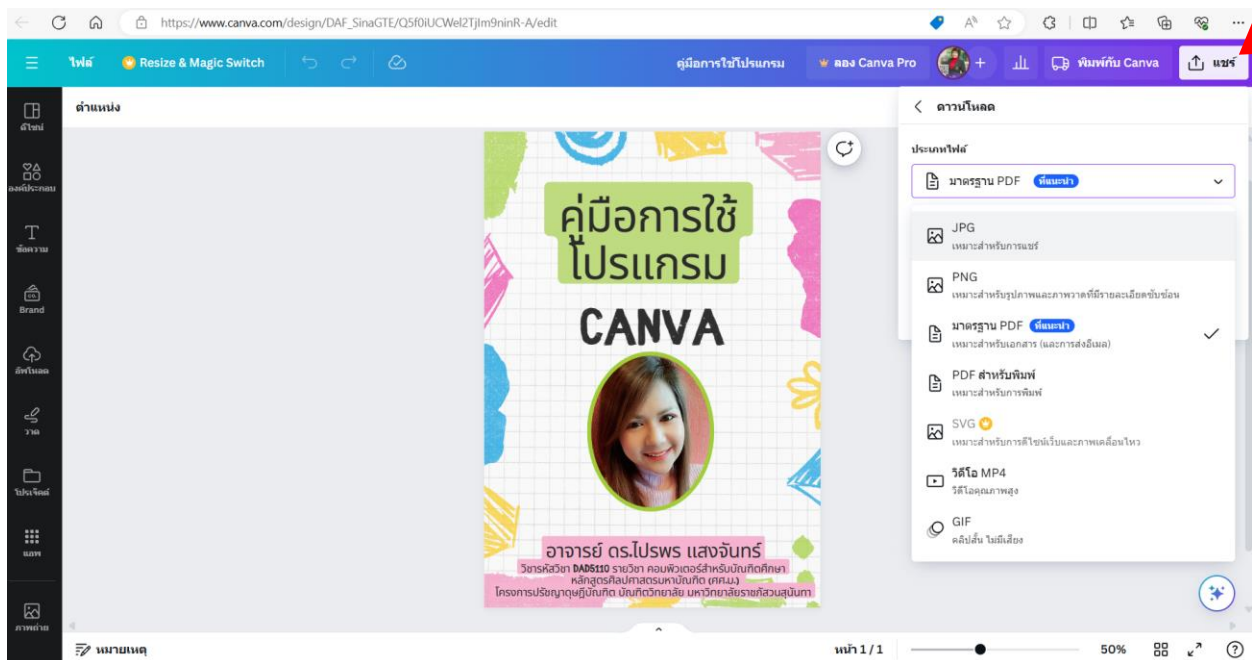 https://www.canva.com/design/DAF_SinaGTE/Q5f0iUCWel2TjIm9ninR-A/edit
ไฟล์
Resize & Magic Switch
คู่มือการใช้โปรแกรม
ลอง Canva Pro
พิมพ์กับ Canva
แชร์
ดีไซน์
องค์ประกอบ
ข้อความ
Brand
อัพโหลด
วาด
โปรเจ็คต์
แอพ
ภาพถ่าย
ตำแหน่ง
คู่มือการใช้
โปรแกรม
CANVA
อาจารย์ ดร.ไปรพร แสงจันทร์
วิชารหัสวิชา DAD5110 รายวิชา คอมพิวเตอร์สำหรับบัณฑิตศึกษา
หลักสูตรศิลปศาสตรมหาบัณฑิต (ศศ.ม.)
โครงการปรัชญาดุษฎีบัณฑิต บัณฑิตวิทยาลัย มหาวิทยาลัยราชภัฏสวนสุนันทา
ดาวน์โหลด
ประเภทไฟล์
มาตรฐาน PDF ที่แนะนำ
JPG
เหมาะสำหรับการแชร์
PNG
เหมาะสำหรับรูปภาพและภาพวาดที่มีรายละเอียดซับซ้อน
มาตรฐาน PDF ที่แนะนำ
เหมาะสำหรับเอกสาร (และการส่งอีเมล)
PDF สำหรับพิมพ์
เหมาะสำหรับการพิมพ์
SVG
เหมาะสำหรับการดีไซน์เว็บและภาพเคลื่อนไหว
วิดีโอ MP4
วิดีโอคุณภาพสูง
GIF
คลิปสั้น ไม่มีเสียง
หมายเหตุ
หน้า 1 / 1
50%